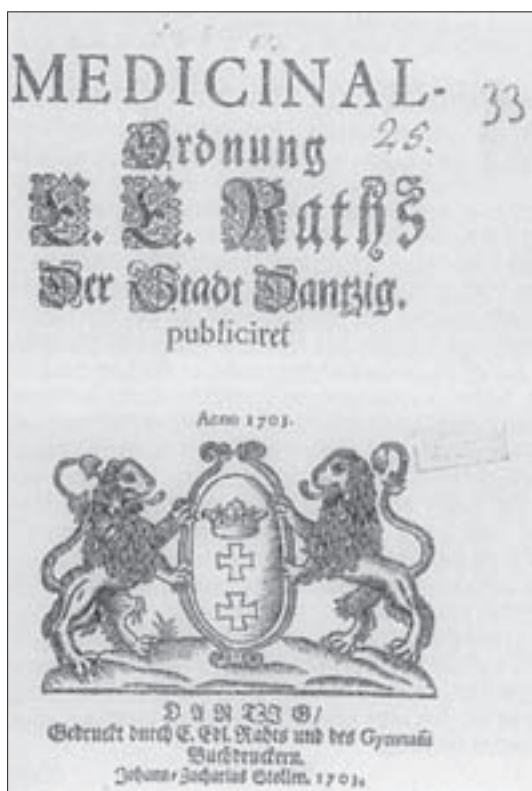 MEDICINAL-
33
Ordnung
25.
E. E. Raths
Der Stadt Dantzig.
publiciret
Anno 1703.
DANTZIG/
Gedruckt durch E. Edl. Rahts und des Gymnasii
Buchdruckern,
Johann-Zacharias Stollen, 1703.